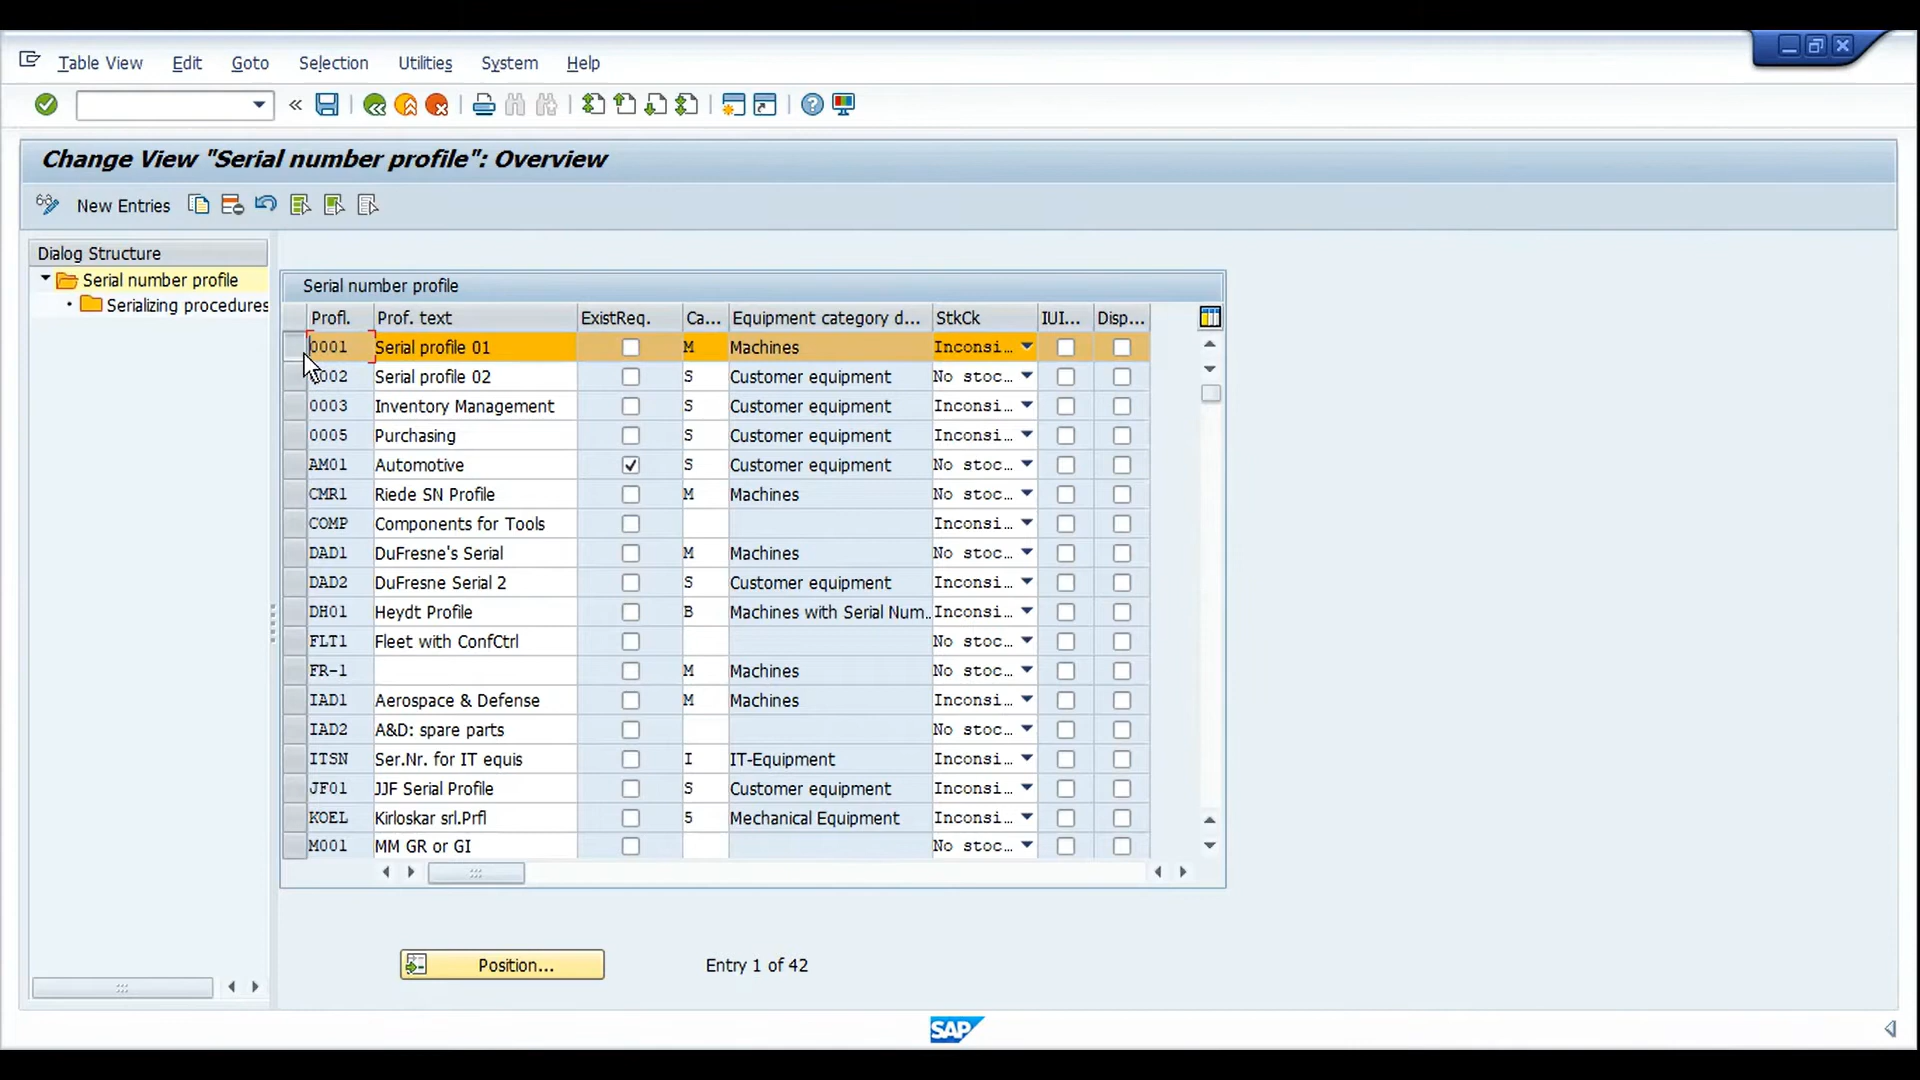 Table View Edit Goto Selection Utilities System Help
Change View "Serial number profile": Overview
New Entries
Dialog Structure
Serial number profile
Serializing procedures
Serial number profile
Profl. Prof. text ExistReq. Ca... Equipment category d... StkCk IUI... Disp...
0001 Serial profile 01 M Machines Inconsi...
0002 Serial profile 02 S Customer equipment No stoc...
0003 Inventory Management S Customer equipment Inconsi...
0005 Purchasing S Customer equipment Inconsi...
AM01 Automotive S Customer equipment No stoc...
CMR1 Riede SN Profile M Machines No stoc...
COMP Components for Tools Inconsi...
DAD1 DuFresne's Serial M Machines No stoc...
DAD2 DuFresne Serial 2 S Customer equipment Inconsi...
DH01 Heydt Profile B Machines with Serial Num.. Inconsi...
FLT1 Fleet with ConfCtrl No stoc...
FR-1 M Machines No stoc...
IAD1 Aerospace & Defense M Machines Inconsi...
IAD2 A&D: spare parts No stoc...
ITSN Ser.Nr. for IT equis I IT-Equipment Inconsi...
JF01 JJF Serial Profile S Customer equipment Inconsi...
KOEL Kirloskar srl.Prfl 5 Mechanical Equipment Inconsi...
M001 MM GR or GI No stoc...
Position... Entry 1 of 42
SAP